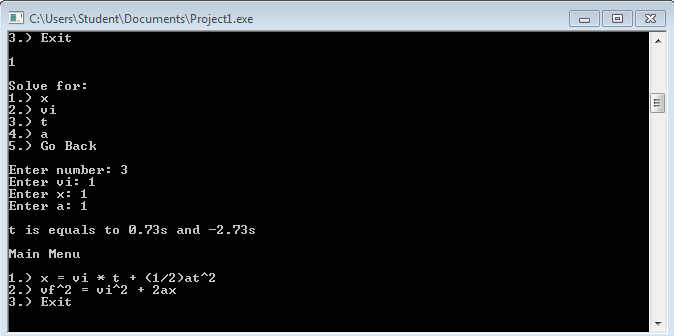 C:\Users\Student\Documents\Project1.exe
3.) Exit
1
Solve for:
1.) x
2.) vi
3.) t
4.) a
5.) Go Back
Enter number: 3
Enter vi: 1
Enter x: 1
Enter a: 1
t is equals to 0.73s and -2.73s
Main Menu
1.) x = vi * t + (1/2)at^2
2.) vf^2 = vi^2 + 2ax
3.) Exit